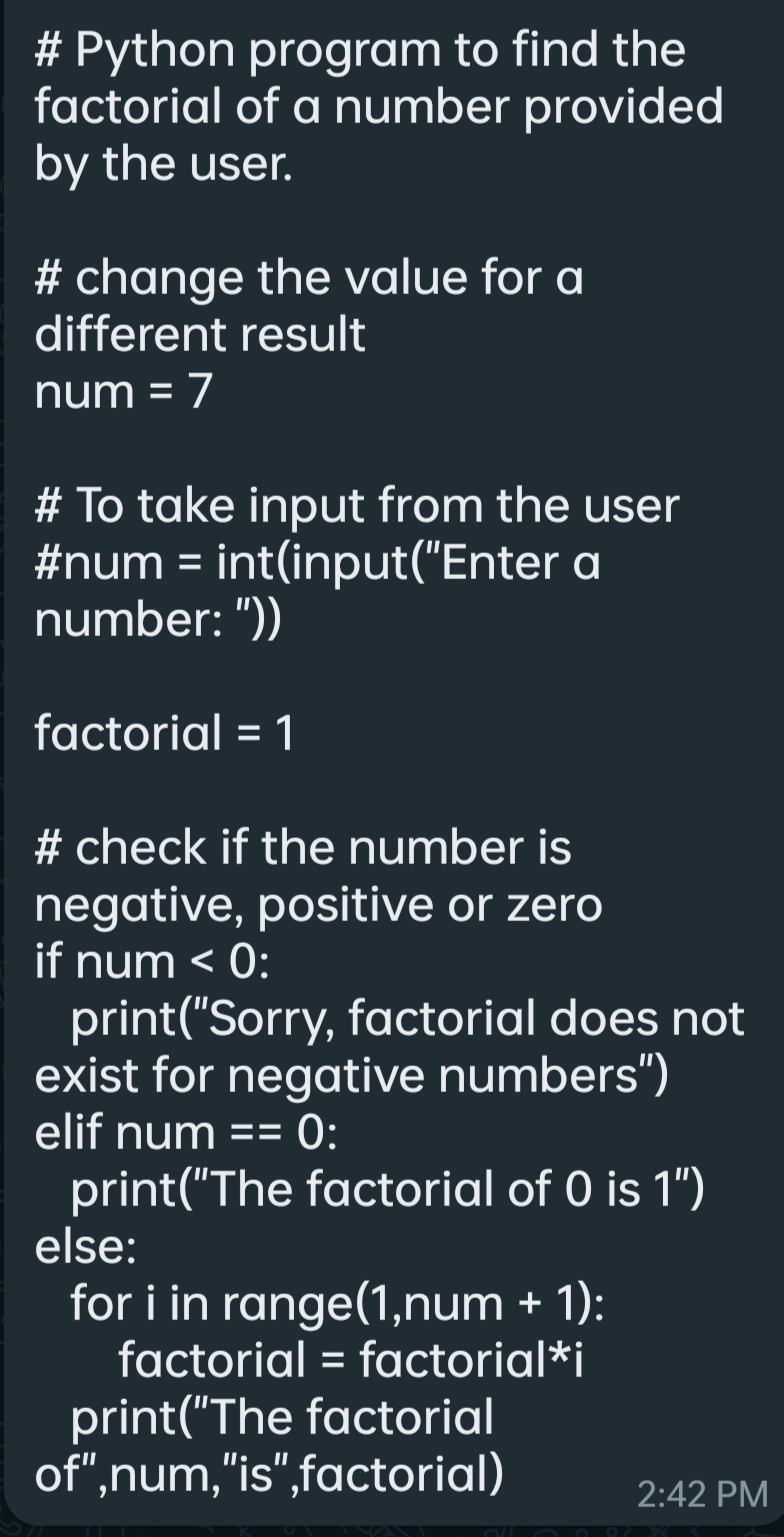 # Python program to find the
factorial of a number provided
by the user.

# change the value for a
different result
num = 7

# To take input from the user
#num = int(input("Enter a
number: "))

factorial = 1

# check if the number is
negative, positive or zero
if num < 0:
   print("Sorry, factorial does not
exist for negative numbers")
elif num == 0:
   print("The factorial of 0 is 1")
else:
   for i in range(1,num + 1):
       factorial = factorial*i
   print("The factorial
of",num,"is",factorial)
2:42 PM